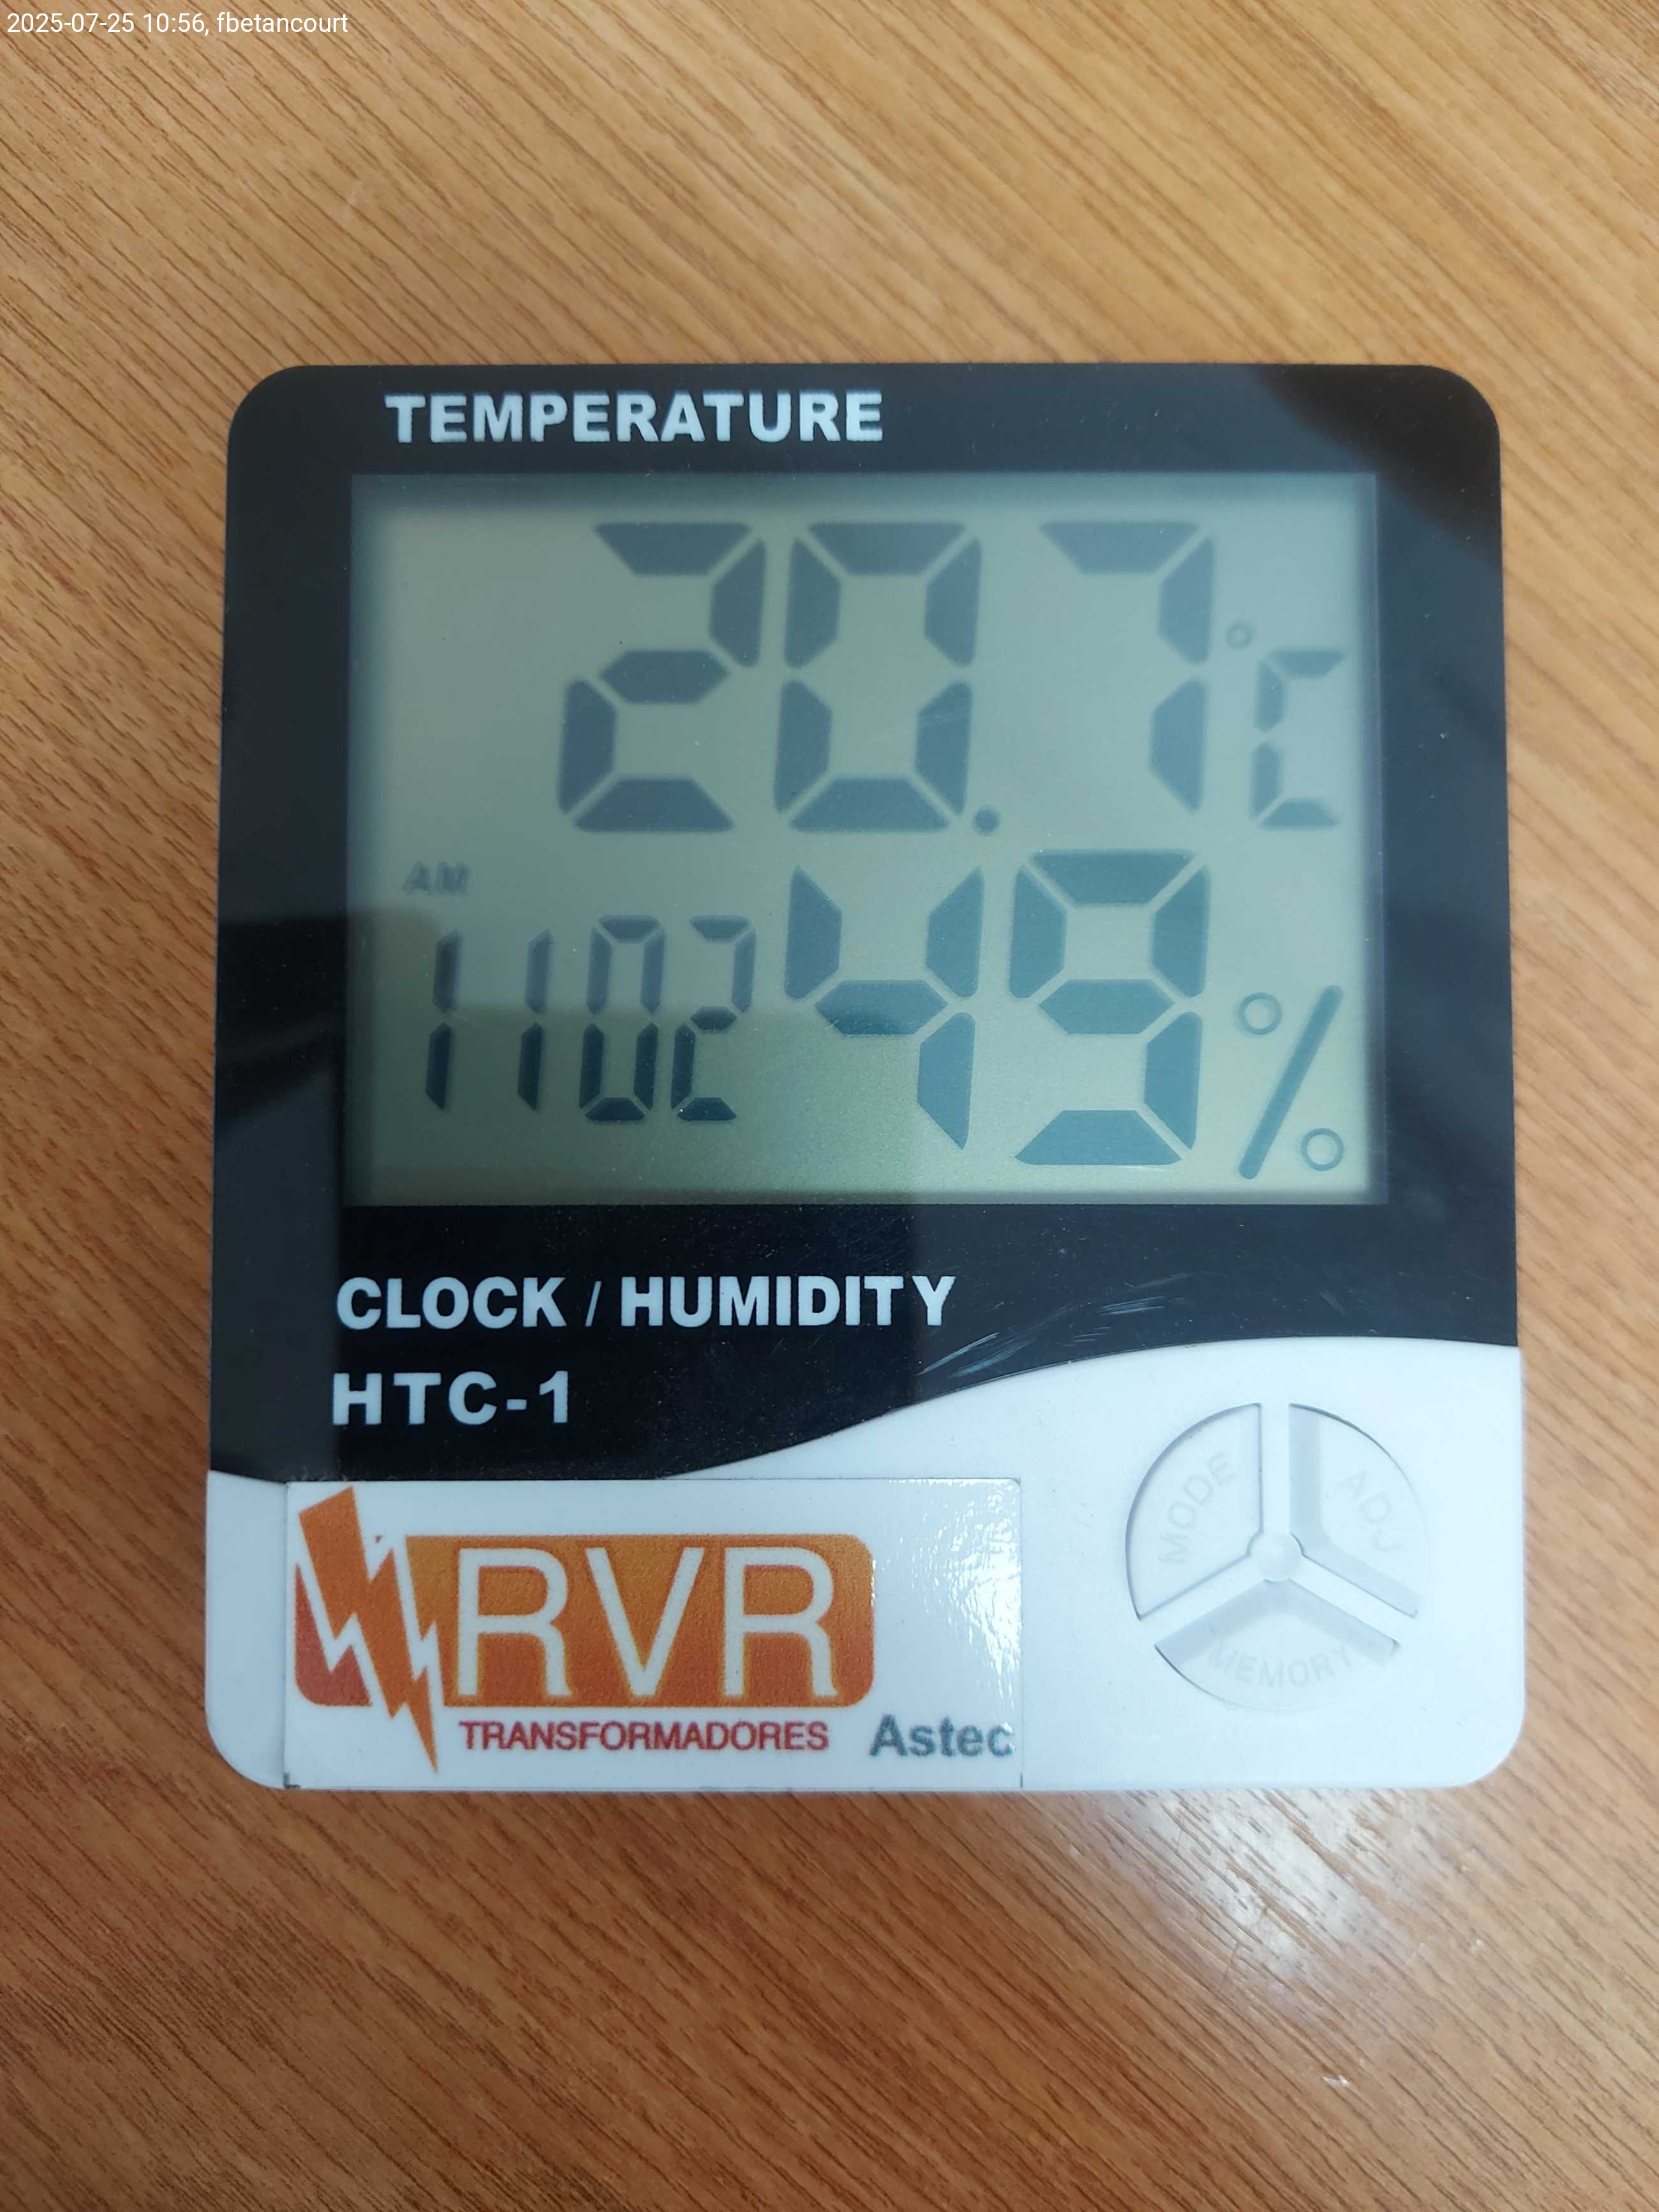 2025-07-25 10:56, fbetancourt
TEMPERATURE
20.7°C
AM
1102 49%
CLOCK / HUMIDITY
HTC-1
MODE
ADJ
MEMORY
RVR
TRANSFORMADORES Astec